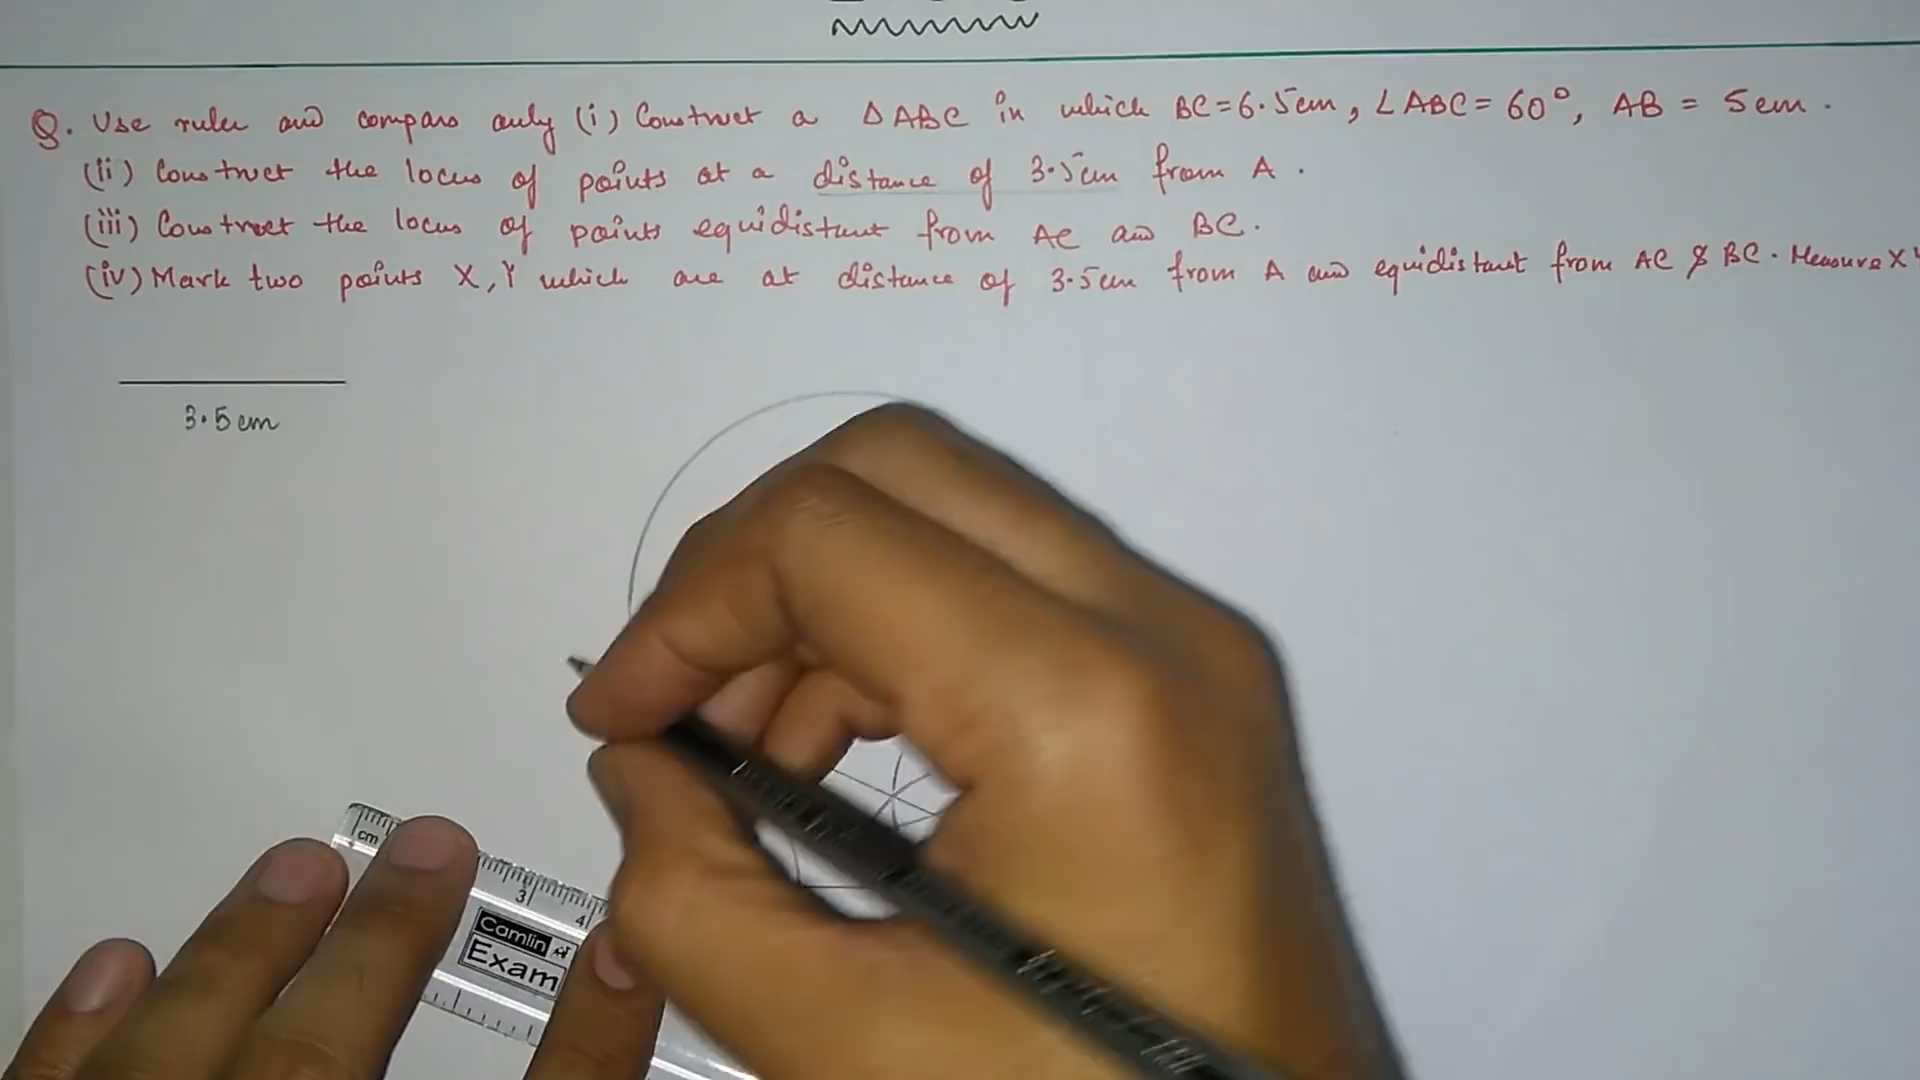 Q. Use ruler and compass only (i) Construct a △ABC in which BC=6.5cm, ∠ABC= 60°, AB = 5cm.
(ii) Construct the locus of points at a distance of 3.5cm from A.
(iii) Construct the locus of points equidistant from AC and BC.
(iv) Mark two points X, Y which are at distance of 3.5cm from A and equidistant from AC & BC. Measure XY
3.5cm
cm
3 4
Camlin
Exam